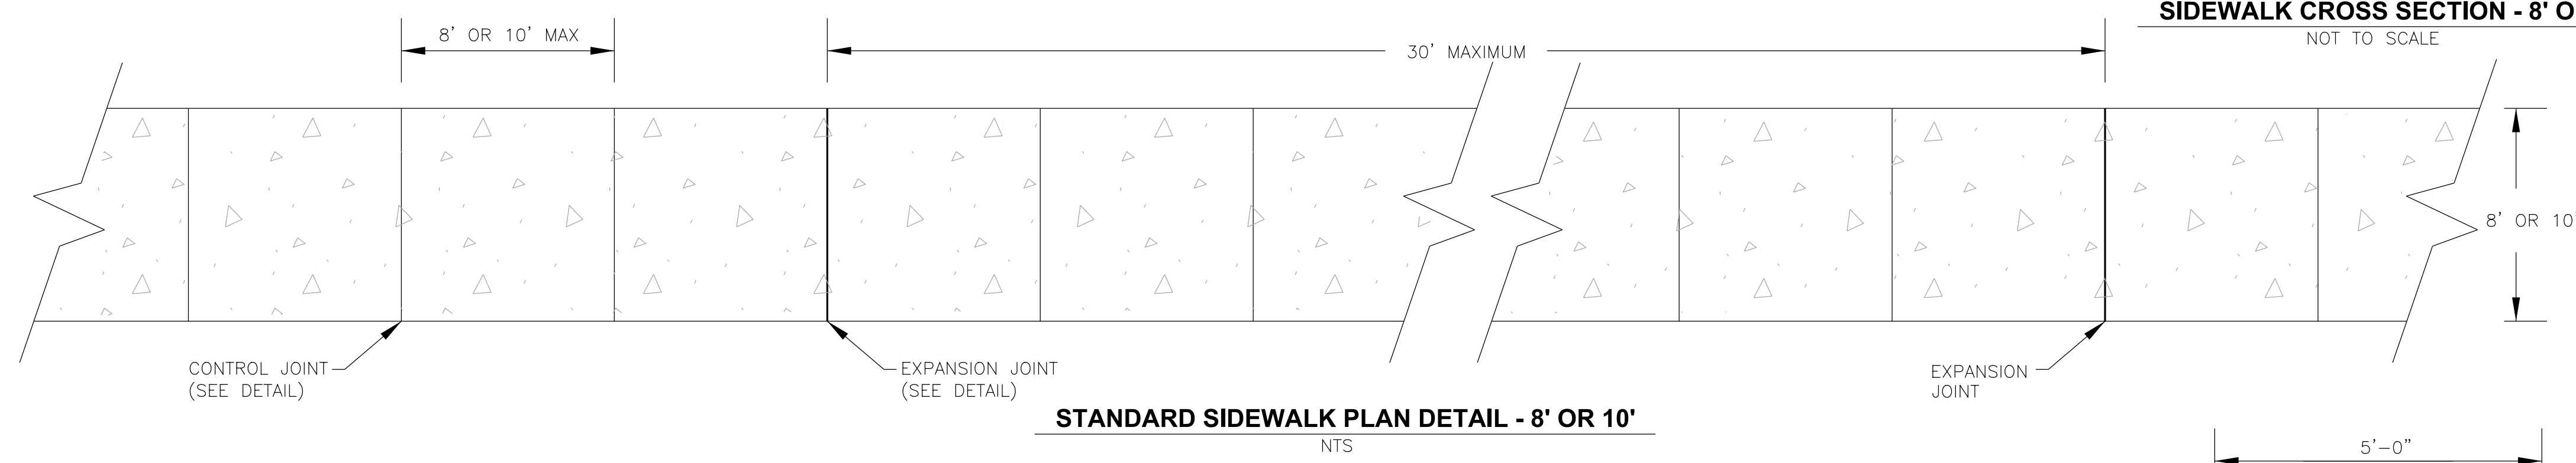 SIDEWALK CROSS SECTION - 8' O
NOT TO SCALE
8' OR 10' MAX
30' MAXIMUM
8' OR 10'
CONTROL JOINT
(SEE DETAIL)
EXPANSION JOINT
(SEE DETAIL)
EXPANSION
JOINT
STANDARD SIDEWALK PLAN DETAIL - 8' OR 10'
NTS
5'-0"